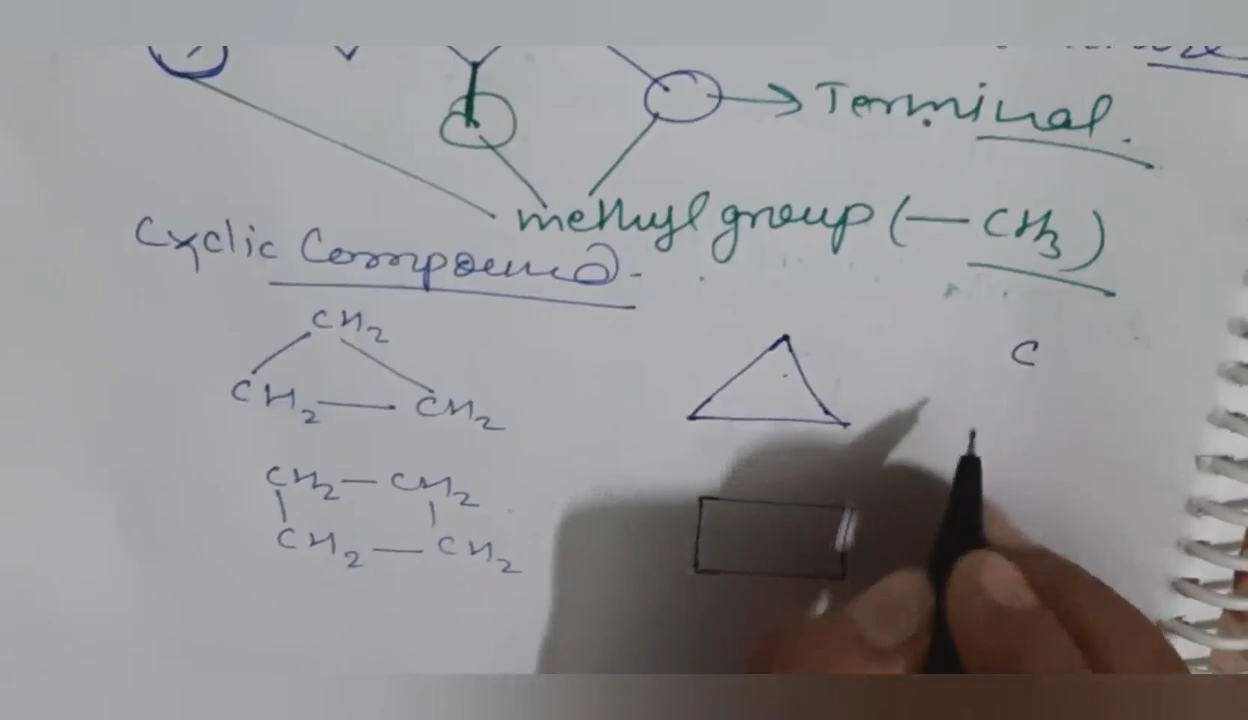 Terminal.
methyl group (—CH3)
Cyclic Compound.
CH2
CH2 — CH2
C
CH2 — CH2
CH2 — CH2